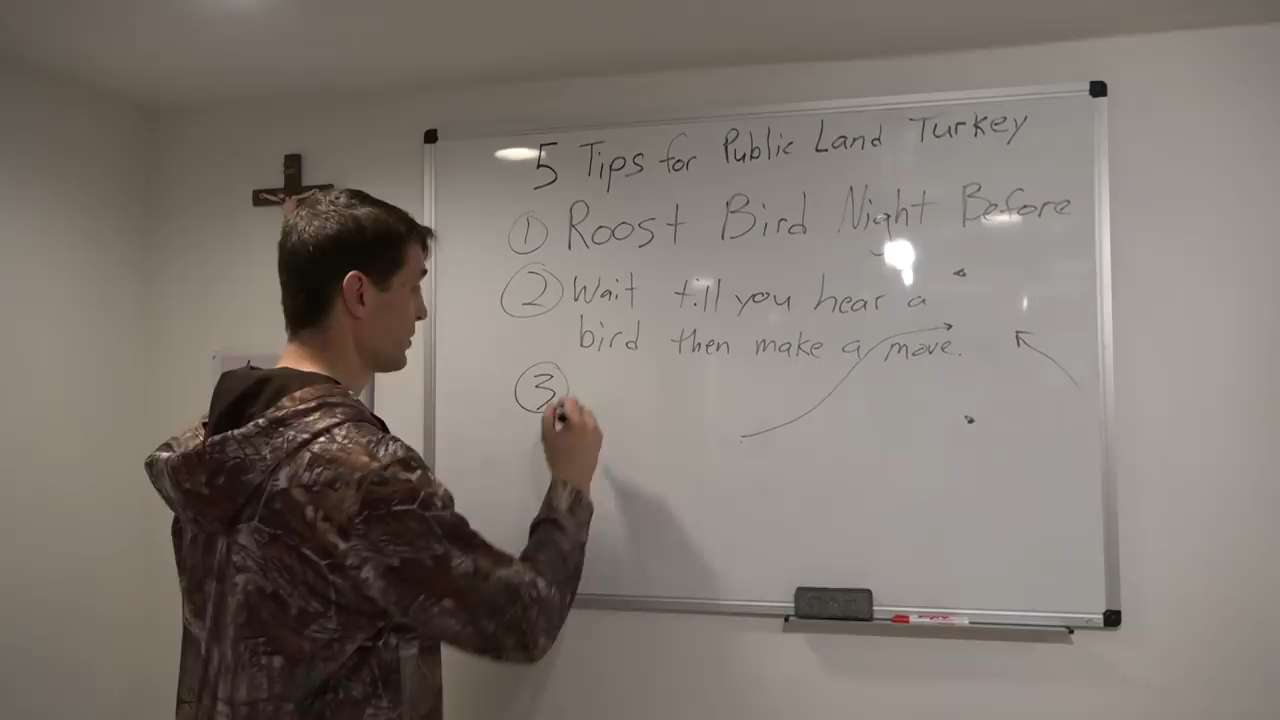 5 Tips for Public Land Turkey
① Roost Bird Night Before
② Wait till you hear a
bird then make a move.
③